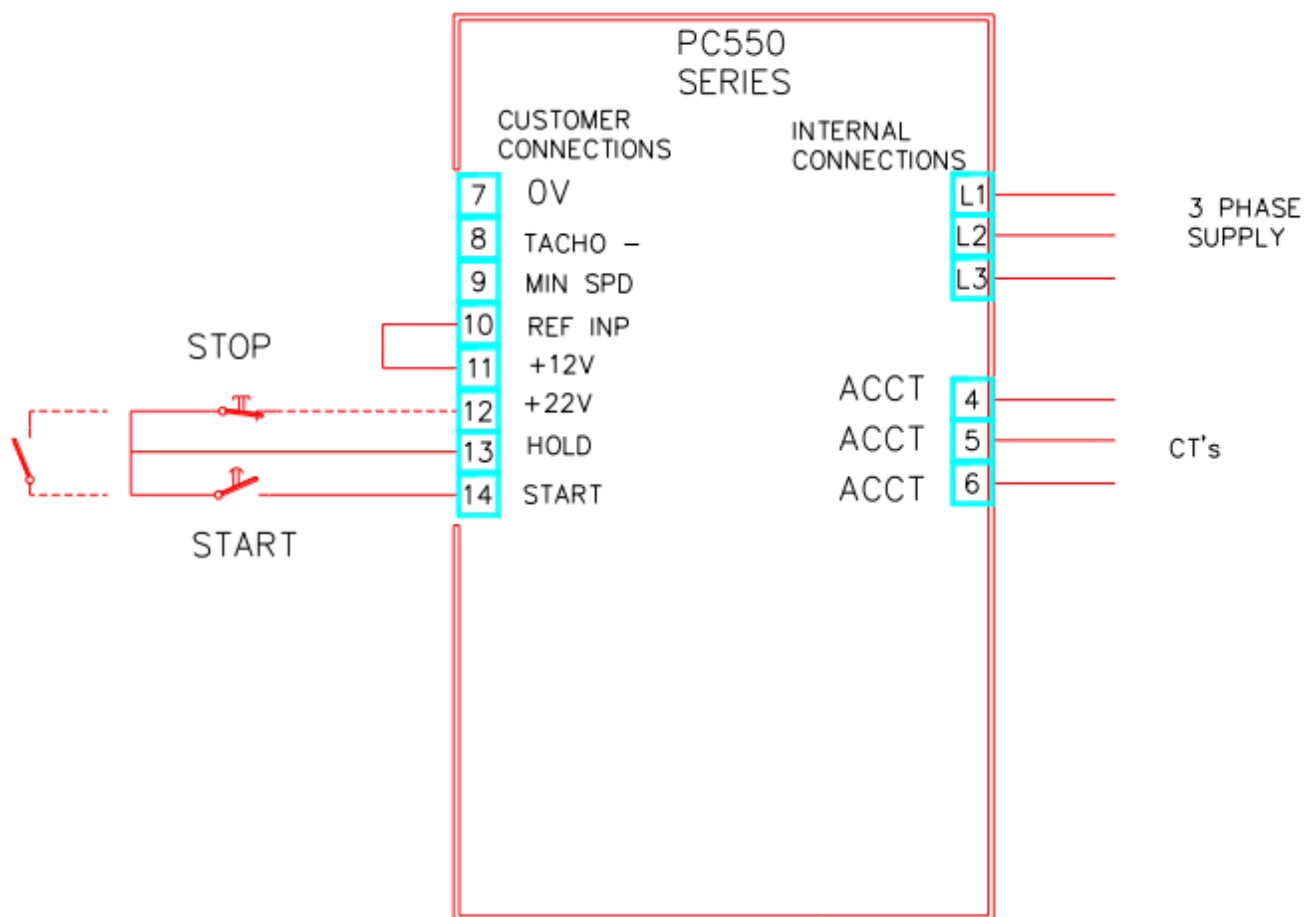 PC550
SERIES
CUSTOMER
CONNECTIONS
INTERNAL
CONNECTIONS
7 0V
8 TACHO -
9 MIN SPD
10 REF INP
11 +12V
12 +22V
13 HOLD
14 START
STOP
START
L1
L2
L3
3 PHASE
SUPPLY
ACCT 4
ACCT 5
ACCT 6
CT's